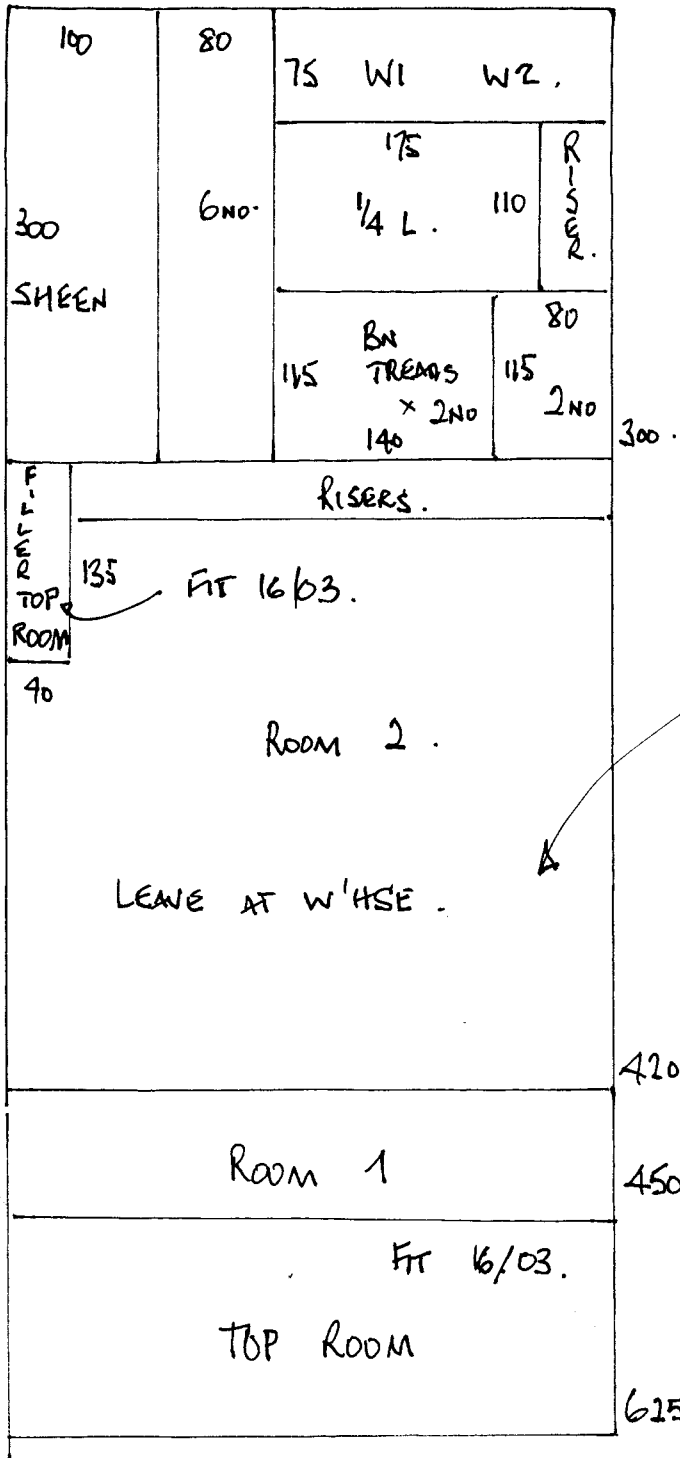 100
80
75 W1 W2.
300
SHEEN
6NO.
175
1/4 L.
110
RISER.
115
BN
TREADS
× 2NO
140
80
115
2NO
300.
FILLER
TOP
ROOM
135
40
RISERS.
FIT 16/03.
ROOM 2.
LEAVE AT W'HSE.
420
ROOM 1
450
FIT 16/03.
TOP ROOM
625